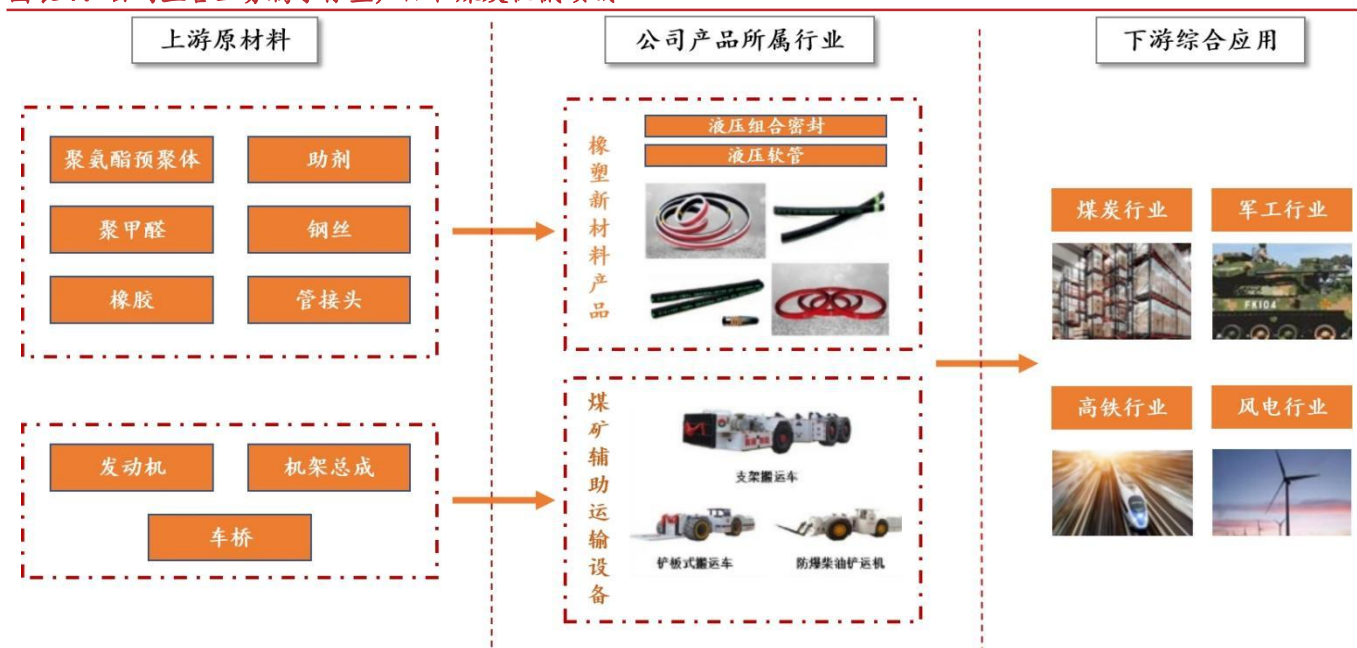 上游原材料
公司产品所属行业
下游综合应用
聚氨酯预聚体
助剂
聚甲醛
钢丝
橡胶
管接头
发动机
机架总成
车桥
橡塑新材料产品
液压组合密封
液压软管
煤矿辅助运输设备
支架搬运车
铲板式搬运车
防爆柴油铲运机
煤炭行业
军工行业
FK104
高铁行业
风电行业